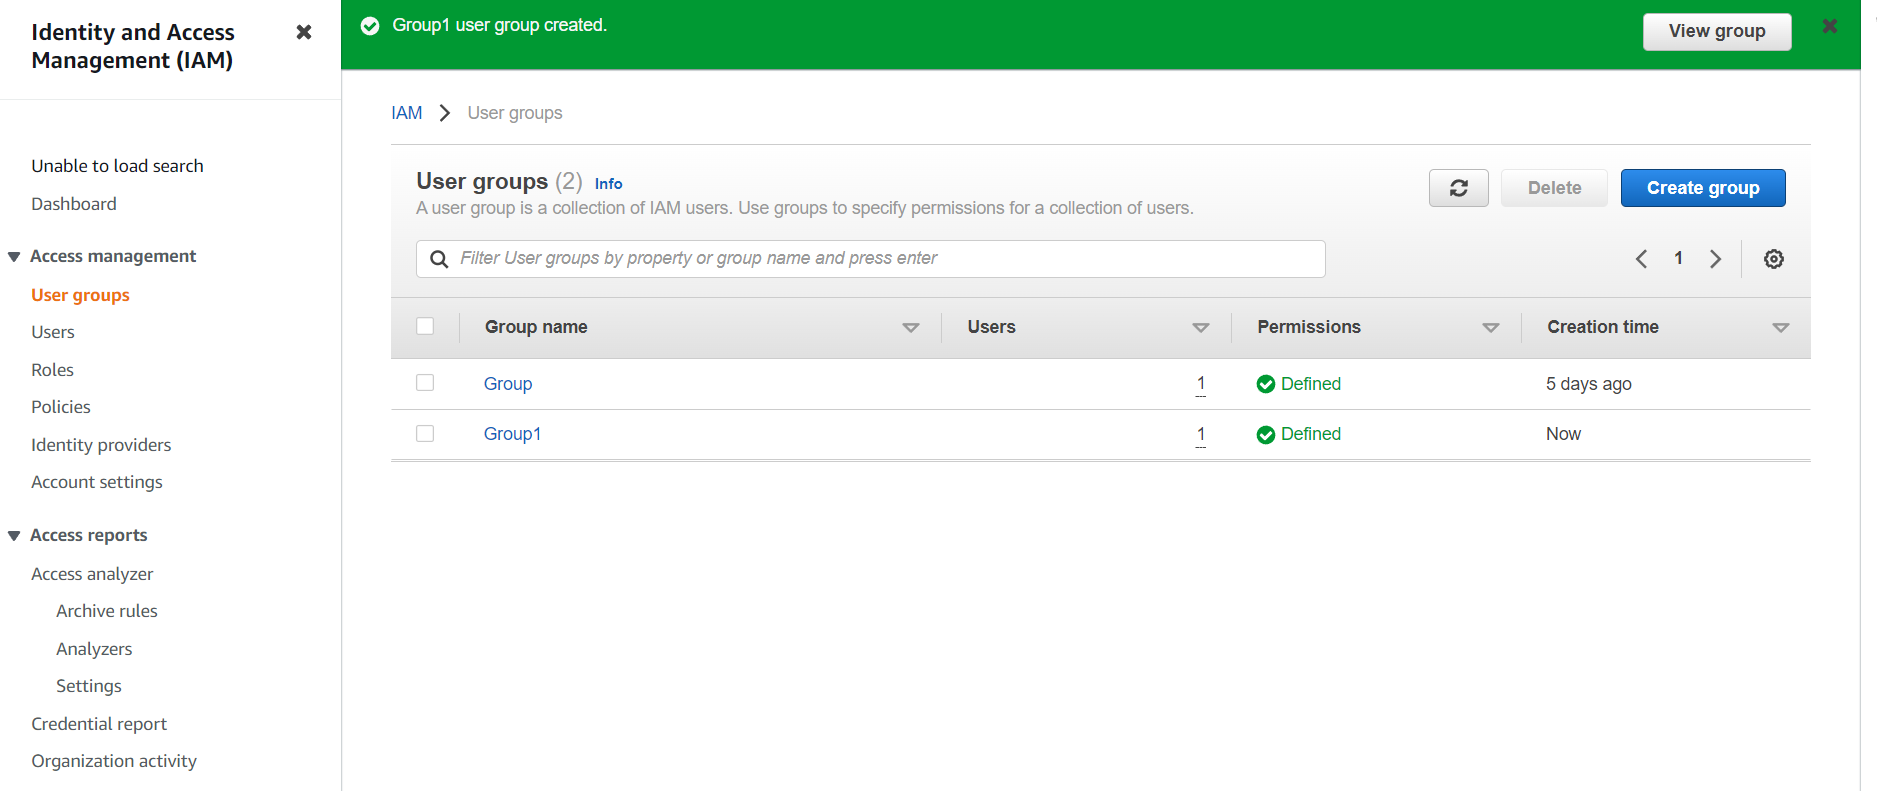 Identity and Access
Management (IAM)
Unable to load search
Dashboard
Access management
User groups
Users
Roles
Policies
Identity providers
Account settings
Access reports
Access analyzer
Archive rules
Analyzers
Settings
Credential report
Organization activity
Group1 user group created.
View group
IAM
User groups
User groups (2) Info
A user group is a collection of IAM users. Use groups to specify permissions for a collection of users.
Delete
Create group
Filter User groups by property or group name and press enter
1
Group name Users Permissions Creation time
Group 1 Defined 5 days ago
Group1 1 Defined Now